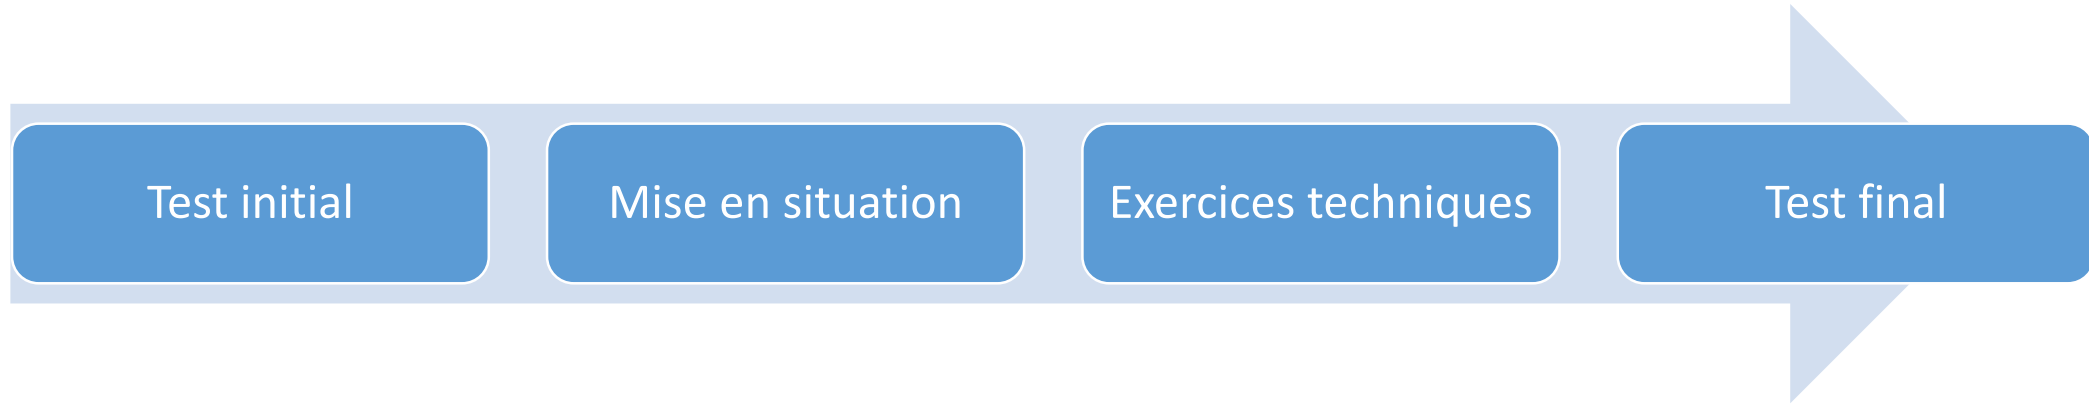 Test initial
Mise en situation
Exercices techniques
Test final